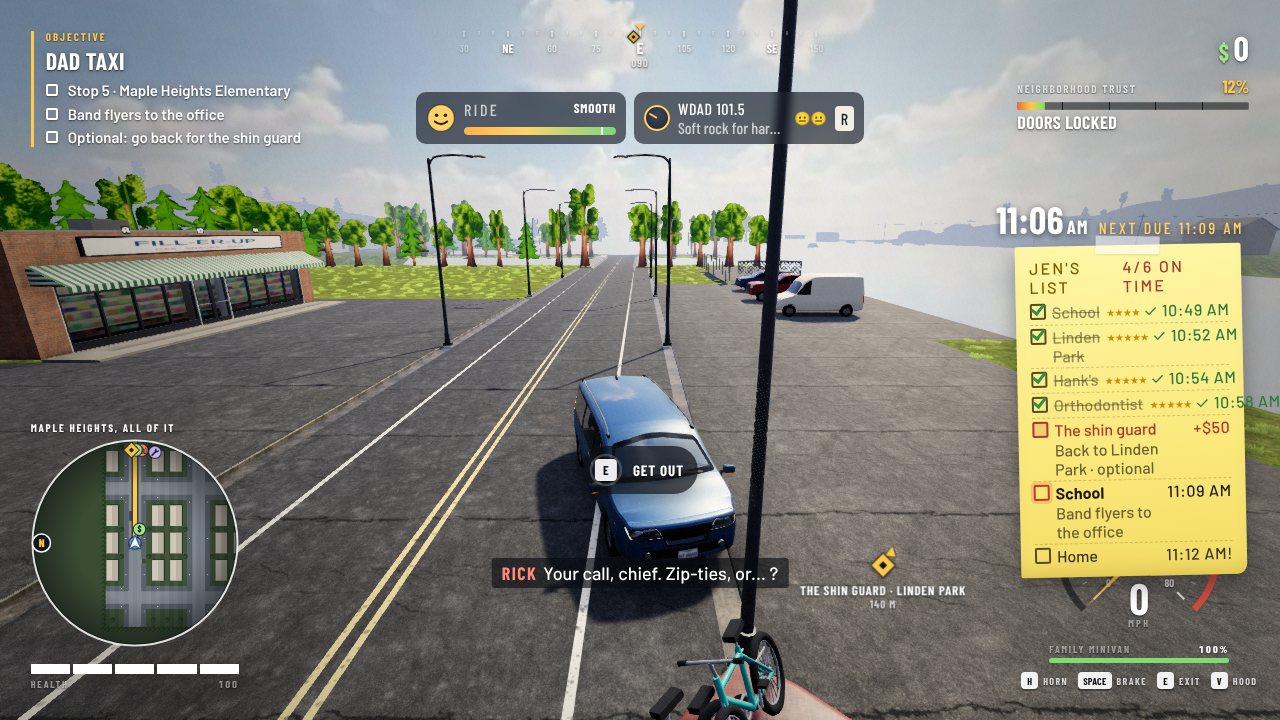 OBJECTIVE
DAD TAXI
Stop 5 · Maple Heights Elementary
Band flyers to the office
Optional: go back for the shin guard
30 NE 60 75 E 105 120 SE 150
090
RIDE SMOOTH
WDAD 101.5
Soft rock for har...
R
$0
NEIGHBORHOOD TRUST 12%
DOORS LOCKED
11:06 AM NEXT DUE 11:09 AM
JEN'S LIST 4/6 ON TIME
School ★★★★ ✓ 10:49 AM
Linden Park ★★★★★ ✓ 10:52 AM
Hank's ★★★★★ ✓ 10:54 AM
Orthodontist ★★★★★ ✓ 10:58 AM
The shin guard +$50
Back to Linden
Park · optional
School 11:09 AM
Band flyers to
the office
Home 11:12 AM!
FILL-ER-UP
MAPLE HEIGHTS, ALL OF IT
N
$
E GET OUT
RICK Your call, chief. Zip-ties, or... ?
THE SHIN GUARD · LINDEN PARK
140 M
80
0
MPH
FAMILY MINIVAN 100%
H HORN SPACE BRAKE E EXIT V HOOD
HEALTH 100